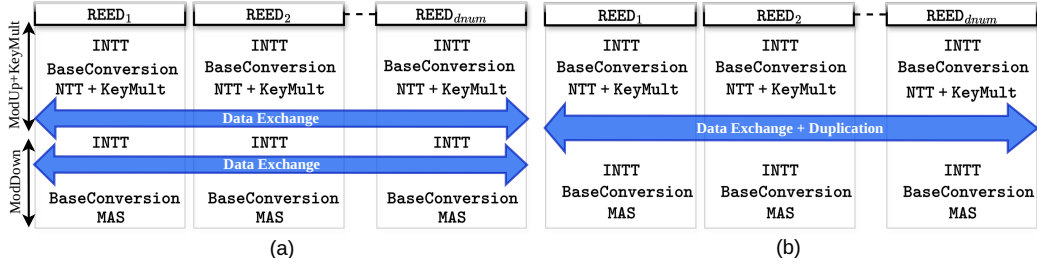 REED1 REED2 REEDdnum
ModUp+KeyMult
INTT INTT INTT
BaseConversion BaseConversion BaseConversion
NTT + KeyMult NTT + KeyMult NTT + KeyMult
Data Exchange
ModDown
INTT INTT INTT
Data Exchange
BaseConversion BaseConversion BaseConversion
MAS MAS MAS
(a)
REED1 REED2 REEDdnum
INTT INTT INTT
BaseConversion BaseConversion BaseConversion
NTT + KeyMult NTT + KeyMult NTT + KeyMult
Data Exchange + Duplication
INTT INTT INTT
BaseConversion BaseConversion BaseConversion
MAS MAS MAS
(b)